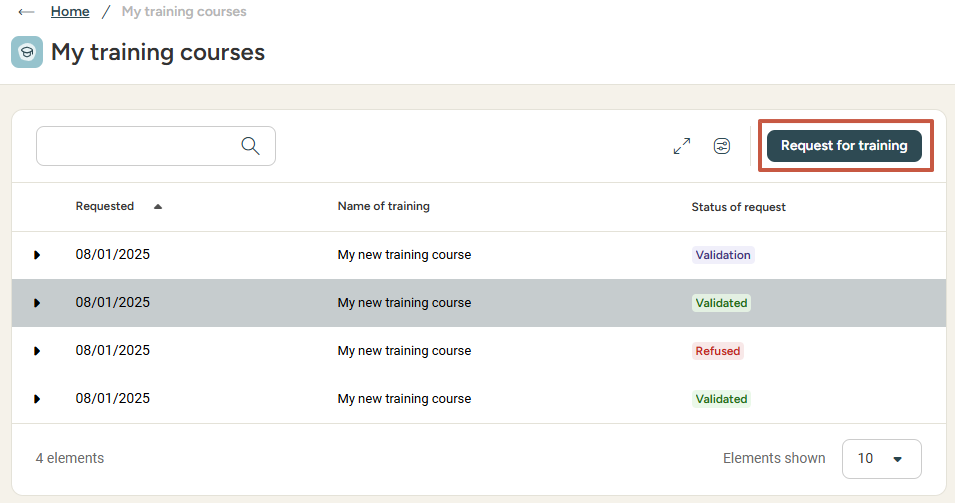 Home / My training courses
My training courses
Request for training
Requested Name of training Status of request
08/01/2025 My new training course Validation
08/01/2025 My new training course Validated
08/01/2025 My new training course Refused
08/01/2025 My new training course Validated
4 elements Elements shown 10